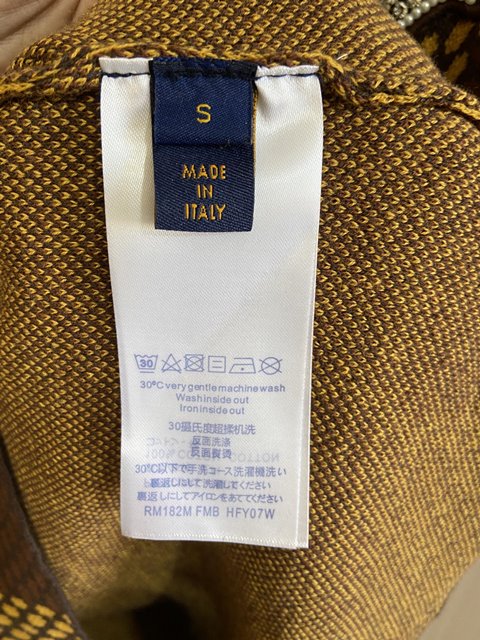 S
MADE
IN
ITALY
30
30°C very gentle machine wash
Wash inside out
Iron inside out
30摄氏度超揉机洗
反面洗涤
反面熨烫
30℃以下で手洗コース洗濯機洗い
裏返しにして洗濯してください
裏返しにしてアイロンをあててください
RM182M FMB HFY07W